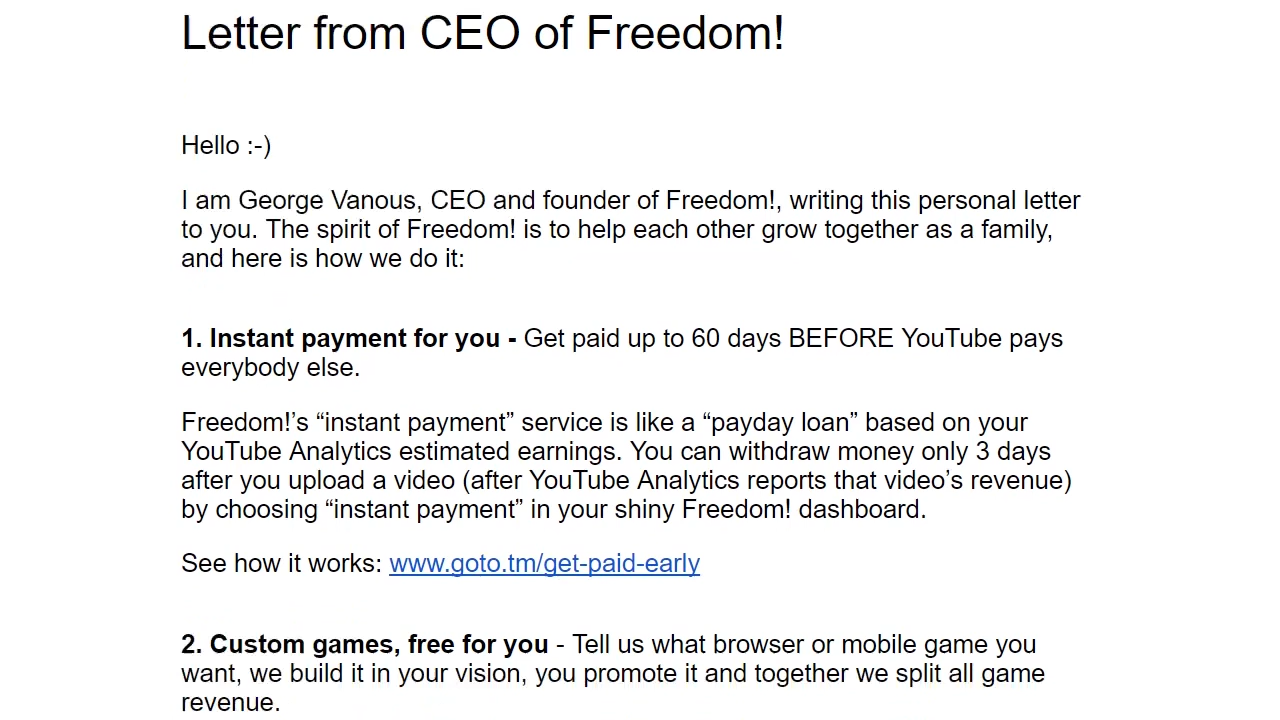 Letter from CEO of Freedom!
Hello :-)
I am George Vanous, CEO and founder of Freedom!, writing this personal letter
to you. The spirit of Freedom! is to help each other grow together as a family,
and here is how we do it:
1. Instant payment for you - Get paid up to 60 days BEFORE YouTube pays
everybody else.
Freedom!’s “instant payment” service is like a “payday loan” based on your
YouTube Analytics estimated earnings. You can withdraw money only 3 days
after you upload a video (after YouTube Analytics reports that video’s revenue)
by choosing “instant payment” in your shiny Freedom! dashboard.
See how it works: www.goto.tm/get-paid-early
2. Custom games, free for you - Tell us what browser or mobile game you
want, we build it in your vision, you promote it and together we split all game
revenue.